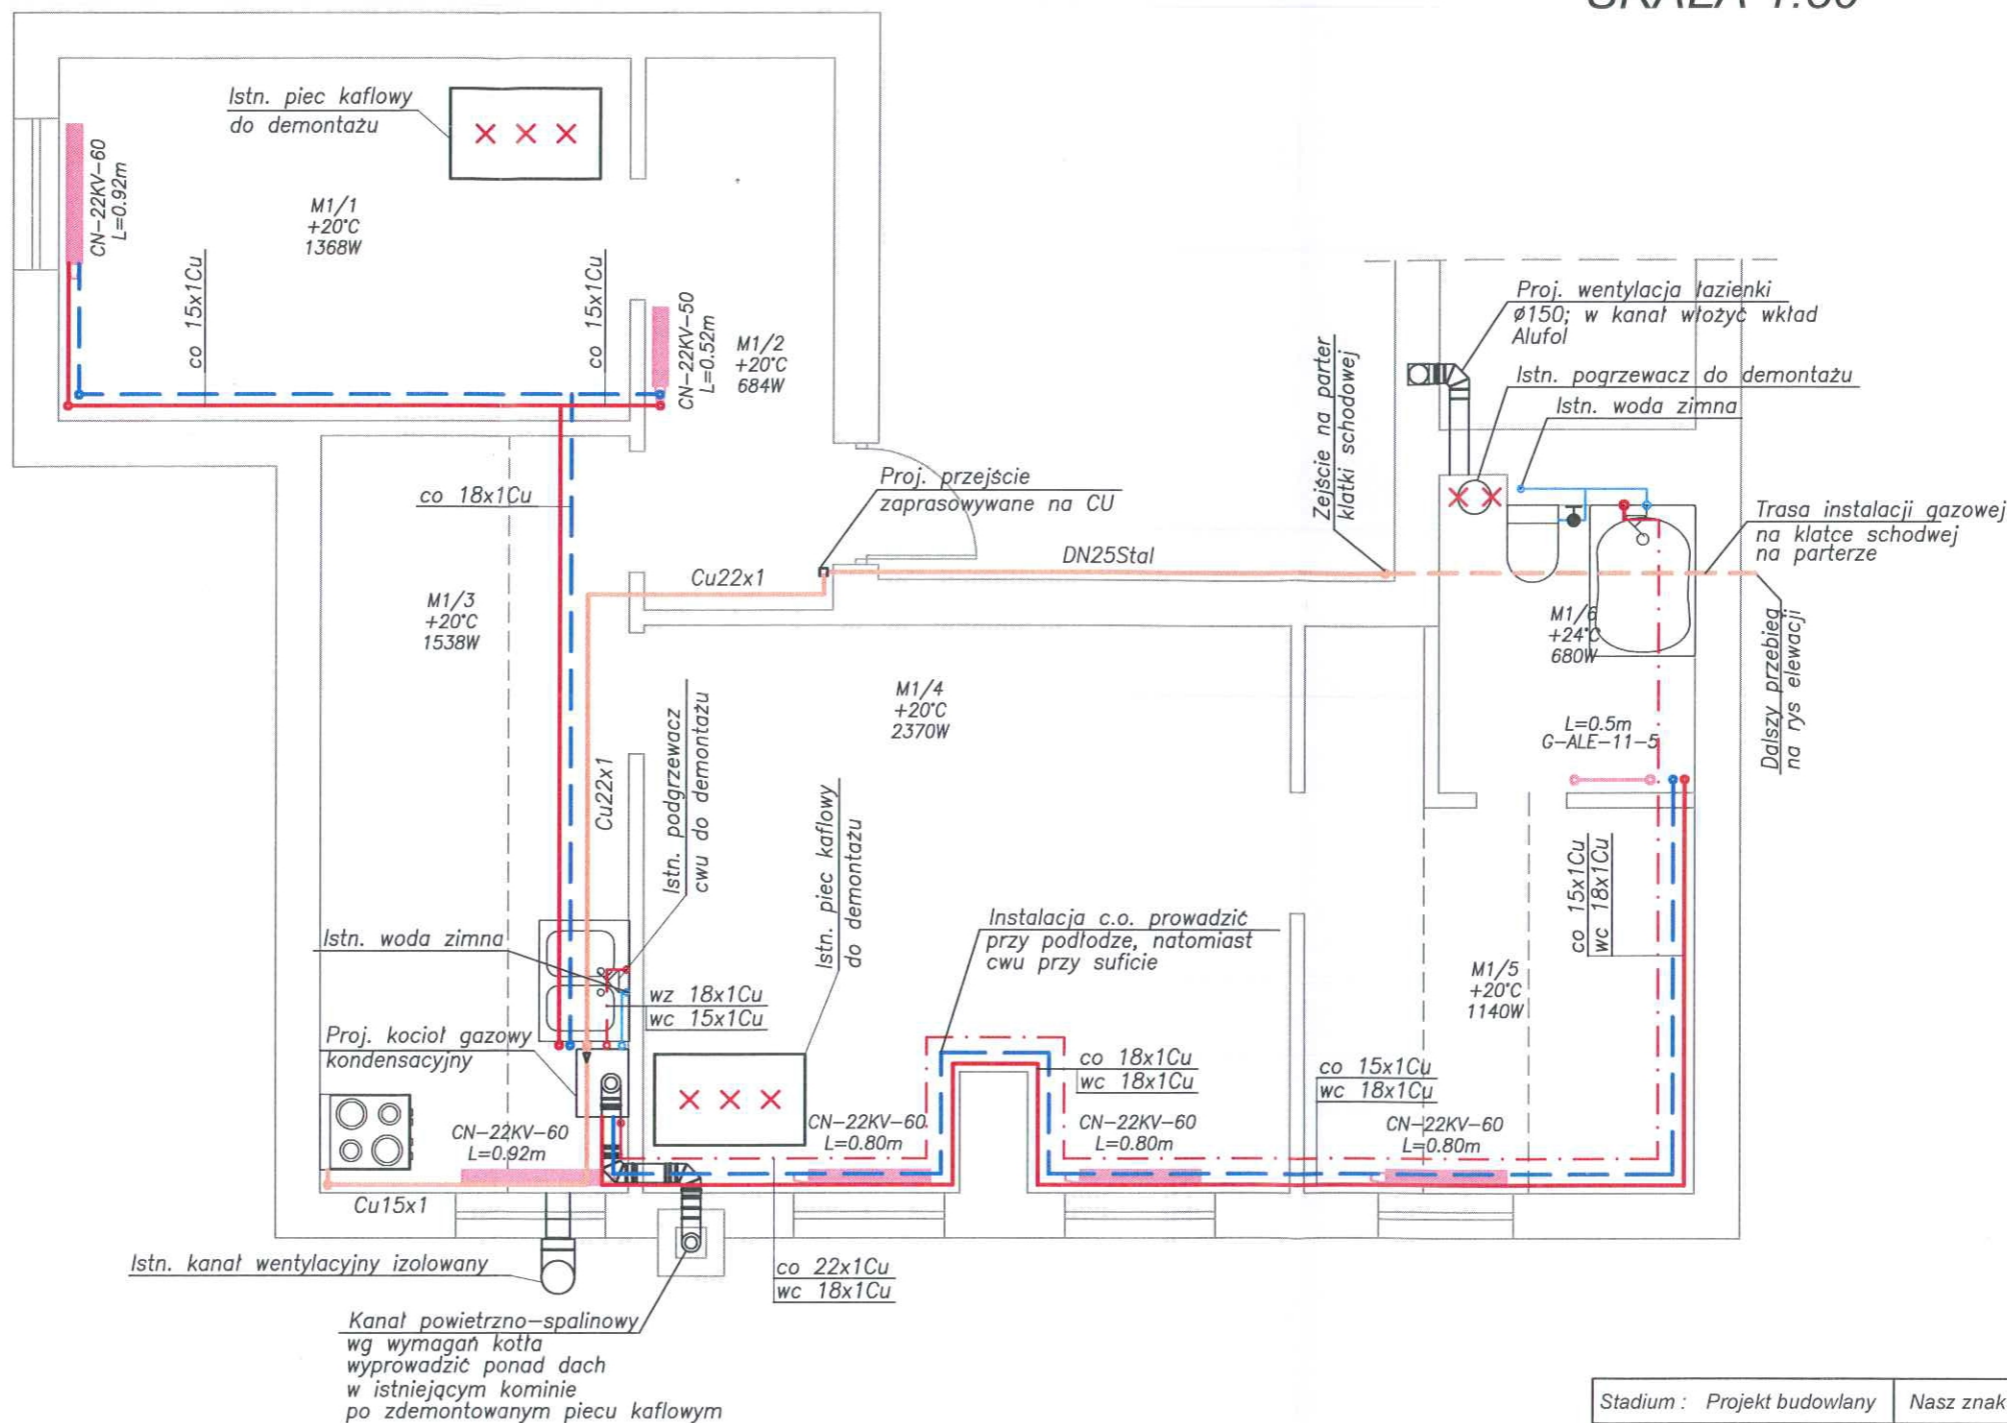 SKALA 1:50
Istn. piec kaflowy
do demontażu
CN-22KV-60
L=0.92m
M1/1
+20°C
1368W
co 15x1Cu
co 15x1Cu
CN-22KV-50
L=0.52m
M1/2
+20°C
684W
Proj. wentylacja łazienki
ø150; w kanał włożyć wkład
Alufol
Zejście na parter
klatki schodowej
Istn. pogrzewacz do demontażu
Istn. woda zimna
co 18x1Cu
Proj. przejście
zaprasowywane na CU
Trasa instalacji gazowej
na klatce schodwej
na parterze
DN25Stal
Cu22x1
M1/3
+20°C
1538W
M1/6
+24°C
680W
Dalszy przebieg
na rys elewacji
M1/4
+20°C
2370W
L=0.5m
G-ALE-11-5
Cu22x1
Istn. podgrzewacz
cwu do demontażu
Istn. piec kaflowy
do demontażu
co 15x1Cu
wc 18x1Cu
Istn. woda zimna
Instalacja c.o. prowadzić
przy podłodze, natomiast
cwu przy suficie
M1/5
+20°C
1140W
wz 18x1Cu
wc 15x1Cu
Proj. kocioł gazowy
kondensacyjny
co 18x1Cu
wc 18x1Cu
co 15x1Cu
wc 18x1Cu
CN-22KV-60
L=0.92m
CN-22KV-60
L=0.80m
CN-22KV-60
L=0.80m
CN-22KV-60
L=0.80m
Cu15x1
Istn. kanał wentylacyjny izolowany
co 22x1Cu
wc 18x1Cu
Kanał powietrzno-spalinowy
wg wymagań kotła
wyprowadzić ponad dach
w istniejącym kominie
po zdemontowanym piecu kaflowym
Stadium : Projekt budowlany
Nasz znak